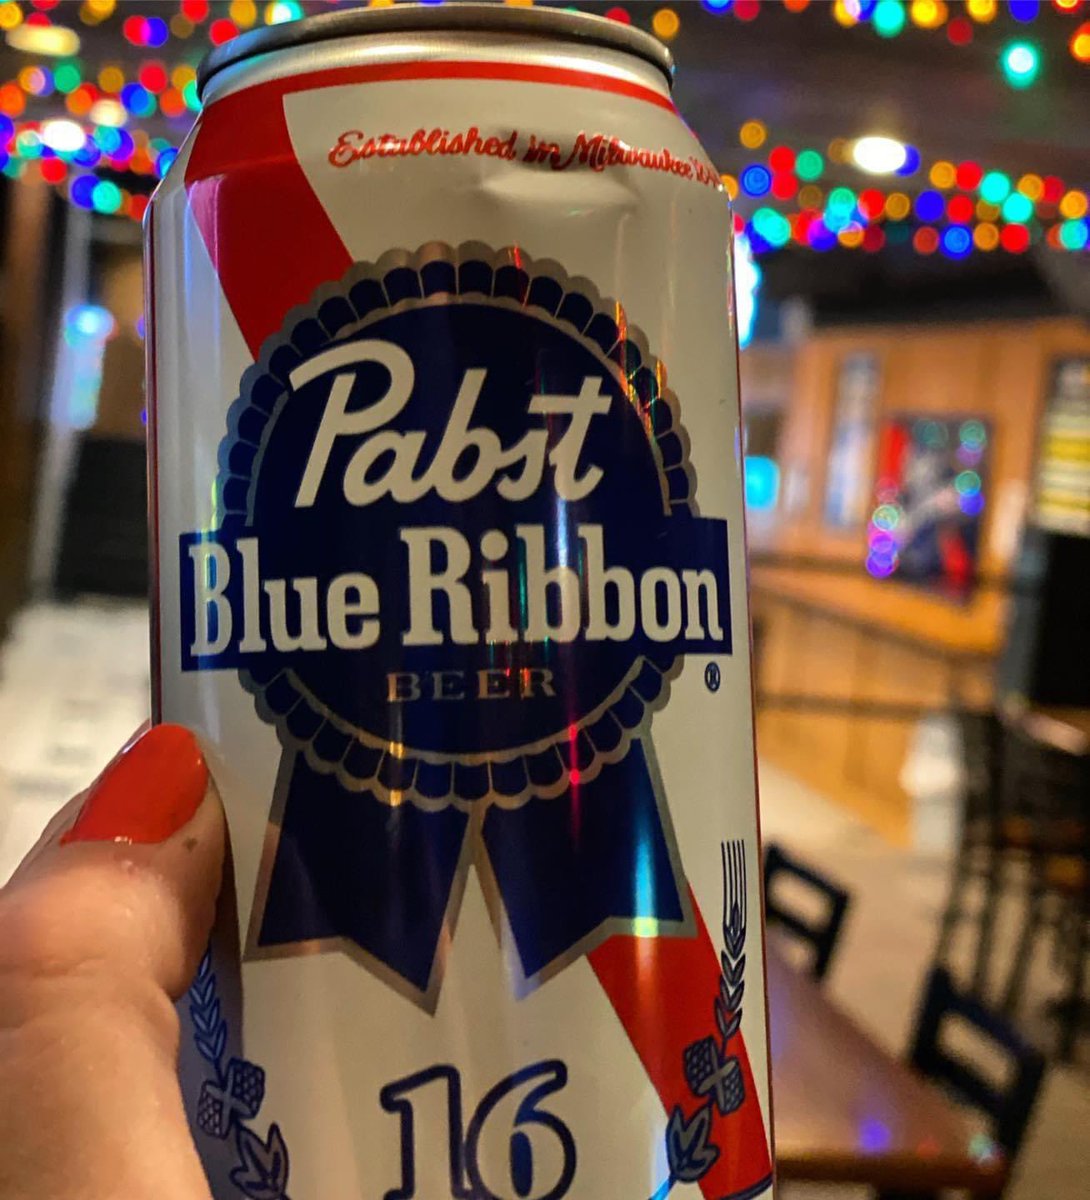 Established in Milwaukee
Pabst
Blue Ribbon
BEER
®
16